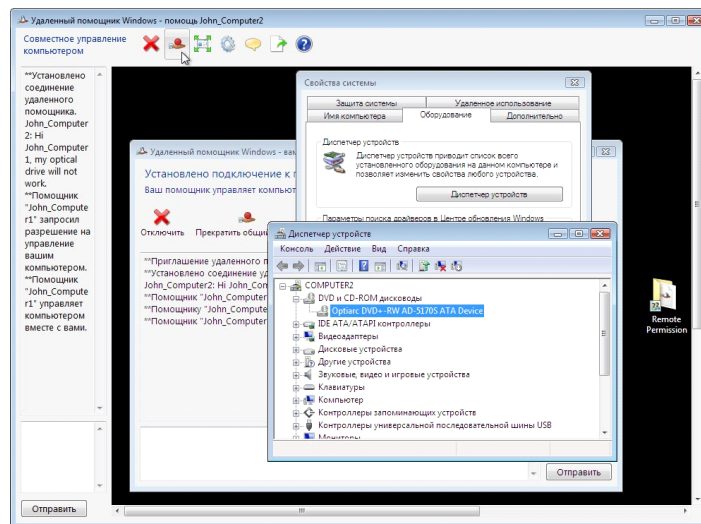 Удаленный помощник Windows - помощь John_Computer2
Совместное управление
компьютером
**Установлено
соединение
удаленного
помощника.
John_Computer
2: Hi
John_Computer
1, my optical
drive will not
work.
**Помощник
"John_Compute
r1" запросил
разрешение на
управление
вашим
компьютером.
**Помощник
"John_Compute
r1" управляет
компьютером
вместе с вами.
Отправить
Удаленный помощник Windows - ва
Установлено подключение к
Ваш помощник управляет компьют
Отключить
Прекратить общи
**Приглашение удаленного п
**Установлено соединение уд
John_Computer2: Hi John_Com
**Помощник "John_Computer
**Помощнику "John_Compute
**Помощник "John_Computer
Отправить
Свойства системы
Защита системы
Удаленное использование
Имя компьютера
Оборудование
Дополнительно
Диспетчер устройств
Диспетчер устройств приводит список всего
установленного оборудования на данном компьютере и
позволяет изменить свойства любого устройства.
Диспетчер устройств
Параметры поиска драйверов в Центре обновления Windows
Диспетчер устройств
Консоль Действие Вид Справка
COMPUTER2
DVD и CD-ROM дисководы
Optiarc DVD+-RW AD-5170S ATA Device
IDE ATA/ATAPI контроллеры
Видеоадаптеры
Дисковые устройства
Другие устройства
Звуковые, видео и игровые устройства
Клавиатуры
Компьютер
Контроллеры запоминающих устройств
Контроллеры универсальной последовательной шины USB
Мониторы
Remote
Permission